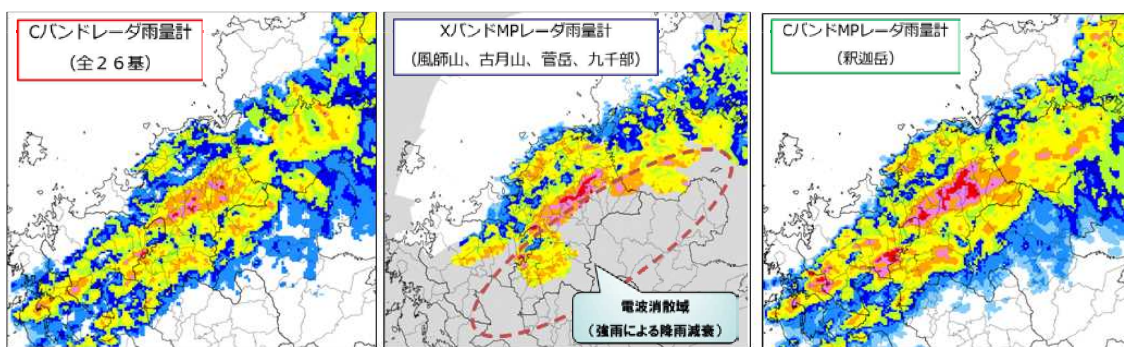 Cバンドレーダ雨量計
（全２６基）
XバンドMPレーダ雨量計
（風師山、古月山、菅岳、九千部）
CバンドMPレーダ雨量計
（釈迦岳）
電波消散域
（強雨による降雨減衰）